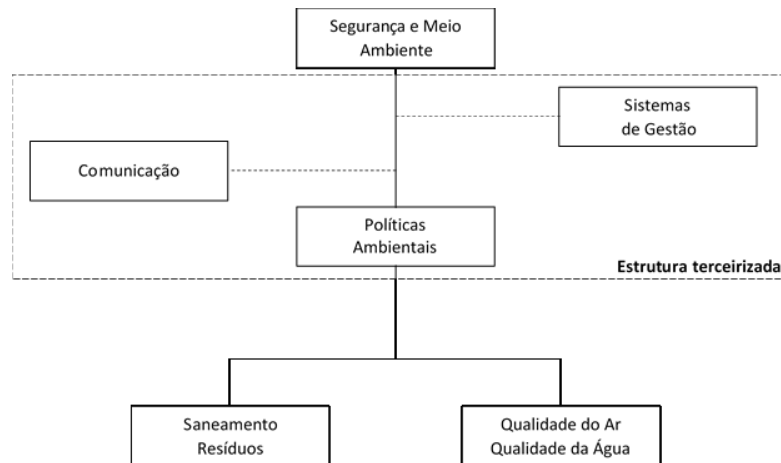 Segurança e Meio
Ambiente
Sistemas
de Gestão
Comunicação
Políticas
Ambientais
Estrutura terceirizada
Saneamento
Resíduos
Qualidade do Ar
Qualidade da Água